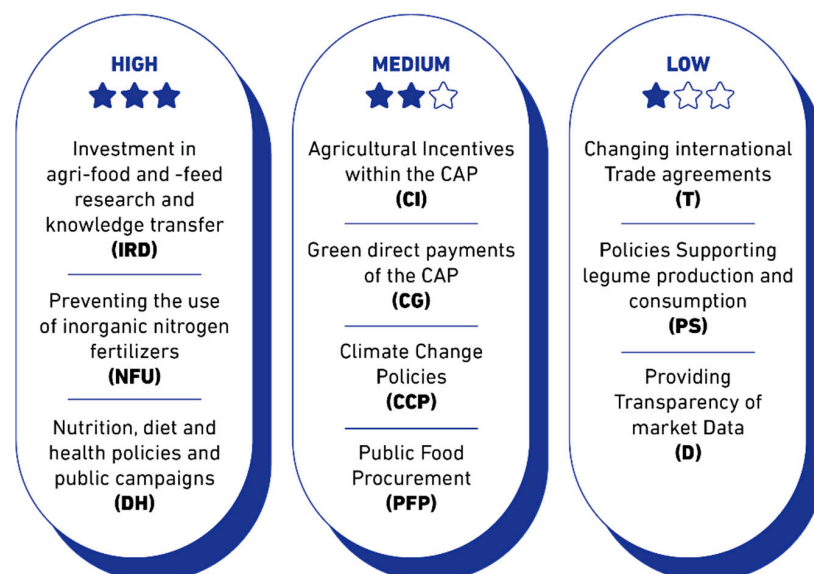 HIGH
Investment in
agri-food and -feed
research and
knowledge transfer
(IRD)
Preventing the use
of inorganic nitrogen
fertilizers
(NFU)
Nutrition, diet and
health policies and
public campaigns
(DH)
MEDIUM
Agricultural Incentives
within the CAP
(CI)
Green direct payments
of the CAP
(CG)
Climate Change
Policies
(CCP)
Public Food
Procurement
(PFP)
LOW
Changing international
Trade agreements
(T)
Policies Supporting
legume production and
consumption
(PS)
Providing
Transparency of
market Data
(D)